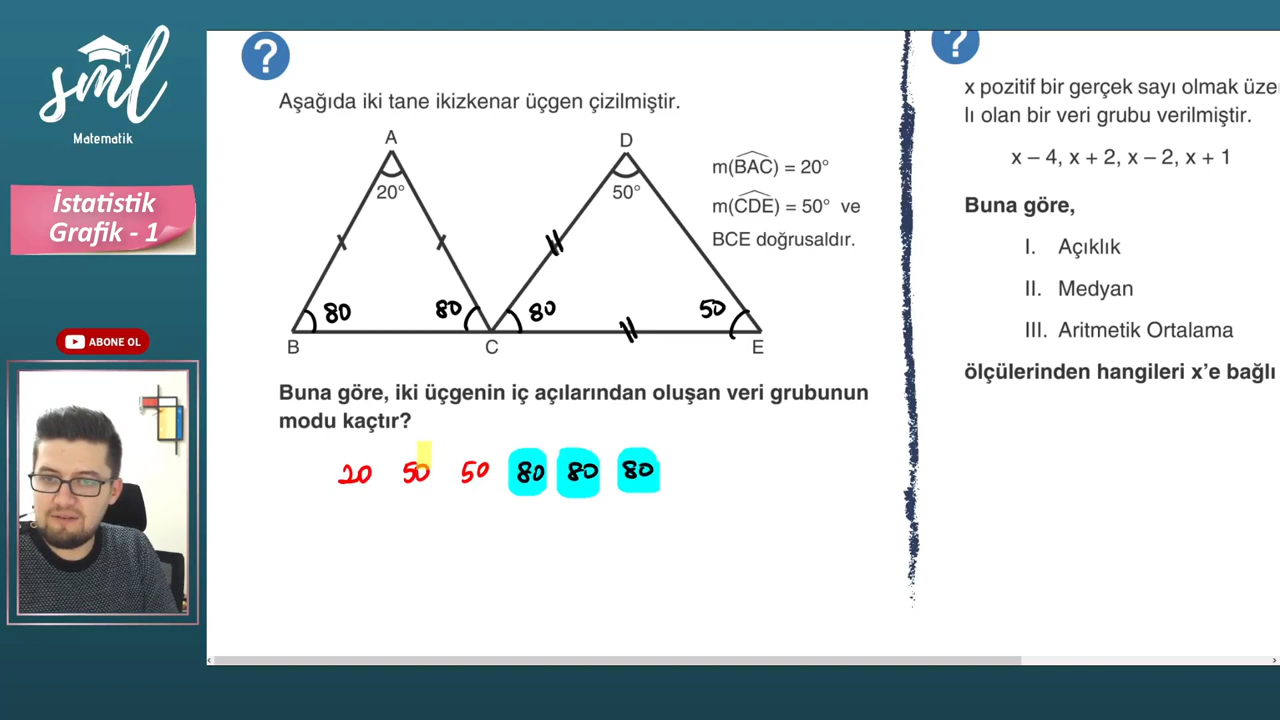 sml
Matematik
İstatistik
Grafik - 1
ABONE OL
?
Aşağıda iki tane ikizkenar üçgen çizilmiştir.
A
D
20°
50°
m(BAC) = 20°
m(CDE) = 50° ve
BCE doğrusaldır.
80
80
80
50
B
C
E
Buna göre, iki üçgenin iç açılarından oluşan veri grubunun
modu kaçtır?
20 50 50 80 80 80
?
x pozitif bir gerçek sayı olmak üze
lı olan bir veri grubu verilmiştir.
x – 4, x + 2, x – 2, x + 1
Buna göre,
I. Açıklık
II. Medyan
III. Aritmetik Ortalama
ölçülerinden hangileri x’e bağlı